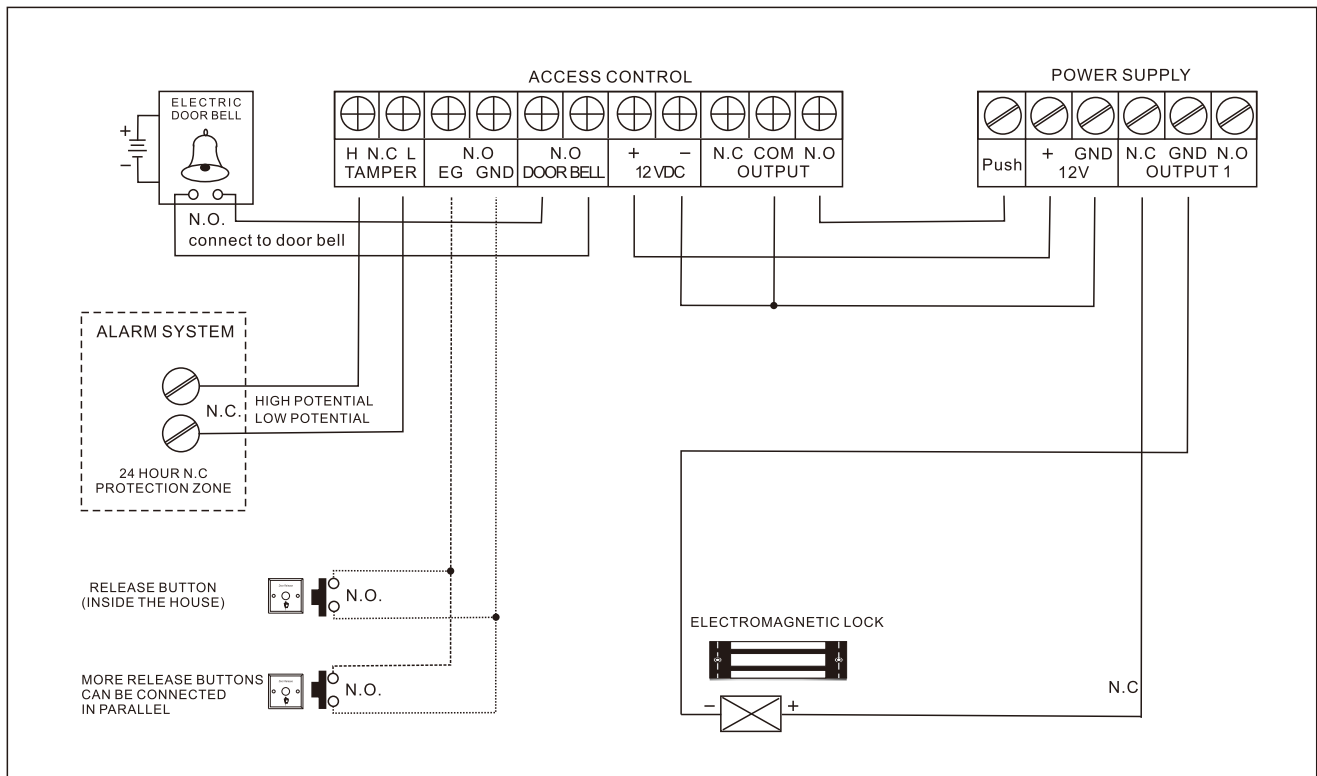 ACCESS CONTROL
POWER SUPPLY
ELECTRIC
DOOR BELL
+
−
H N.C L
TAMPER
N.O
EG GND
N.O
DOOR BELL
+ −
12 VDC
N.C COM N.O
OUTPUT
Push
+ GND
12V
N.C GND N.O
OUTPUT 1
N.O.
connect to door bell
ALARM SYSTEM
N.C.
HIGH POTENTIAL
LOW POTENTIAL
24 HOUR N.C
PROTECTION ZONE
RELEASE BUTTON
(INSIDE THE HOUSE)
N.O.
ELECTROMAGNETIC LOCK
MORE RELEASE BUTTONS
CAN BE CONNECTED
IN PARALLEL
N.O.
N.C
− +